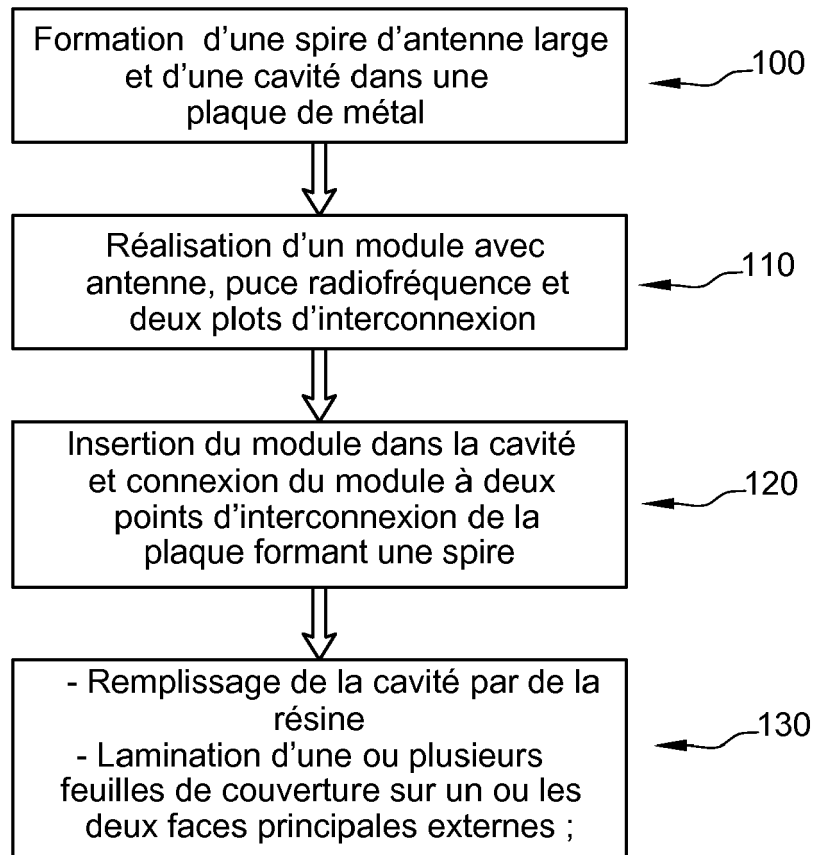 Formation d'une spire d'antenne large
et d'une cavité dans une
plaque de métal
100
Réalisation d'un module avec
antenne, puce radiofréquence et
deux plots d'interconnexion
110
Insertion du module dans la cavité
et connexion du module à deux
points d'interconnexion de la
plaque formant une spire
120
- Remplissage de la cavité par de la
résine
- Lamination d'une ou plusieurs
feuilles de couverture sur un ou les
deux faces principales externes ;
130